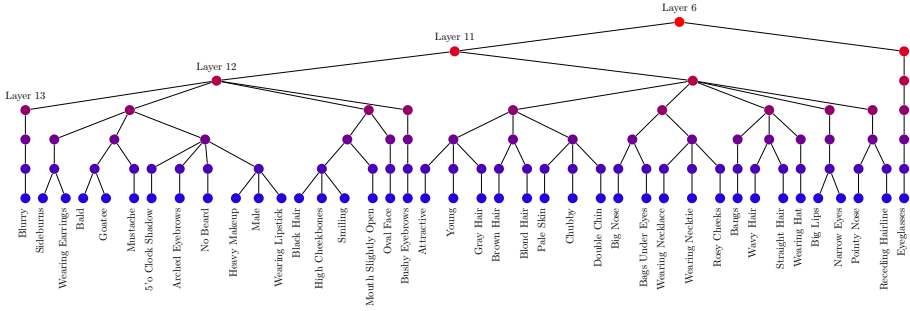 Layer 6
Layer 11
Layer 12
Layer 13
Blurry
Sideburns
Wearing Earrings
Bald
Goatee
Mustache
5'o Clock Shadow
Arched Eyebrows
No Beard
Heavy Makeup
Male
Wearing Lipstick
Black Hair
High Cheekbones
Smiling
Mouth Slightly Open
Oval Face
Bushy Eyebrows
Attractive
Young
Gray Hair
Brown Hair
Blond Hair
Pale Skin
Chubby
Double Chin
Big Nose
Bags Under Eyes
Wearing Necklace
Wearing Necktie
Rosy Cheeks
Bangs
Wavy Hair
Straight Hair
Wearing Hat
Big Lips
Narrow Eyes
Pointy Nose
Receding Hairline
Eyeglasses